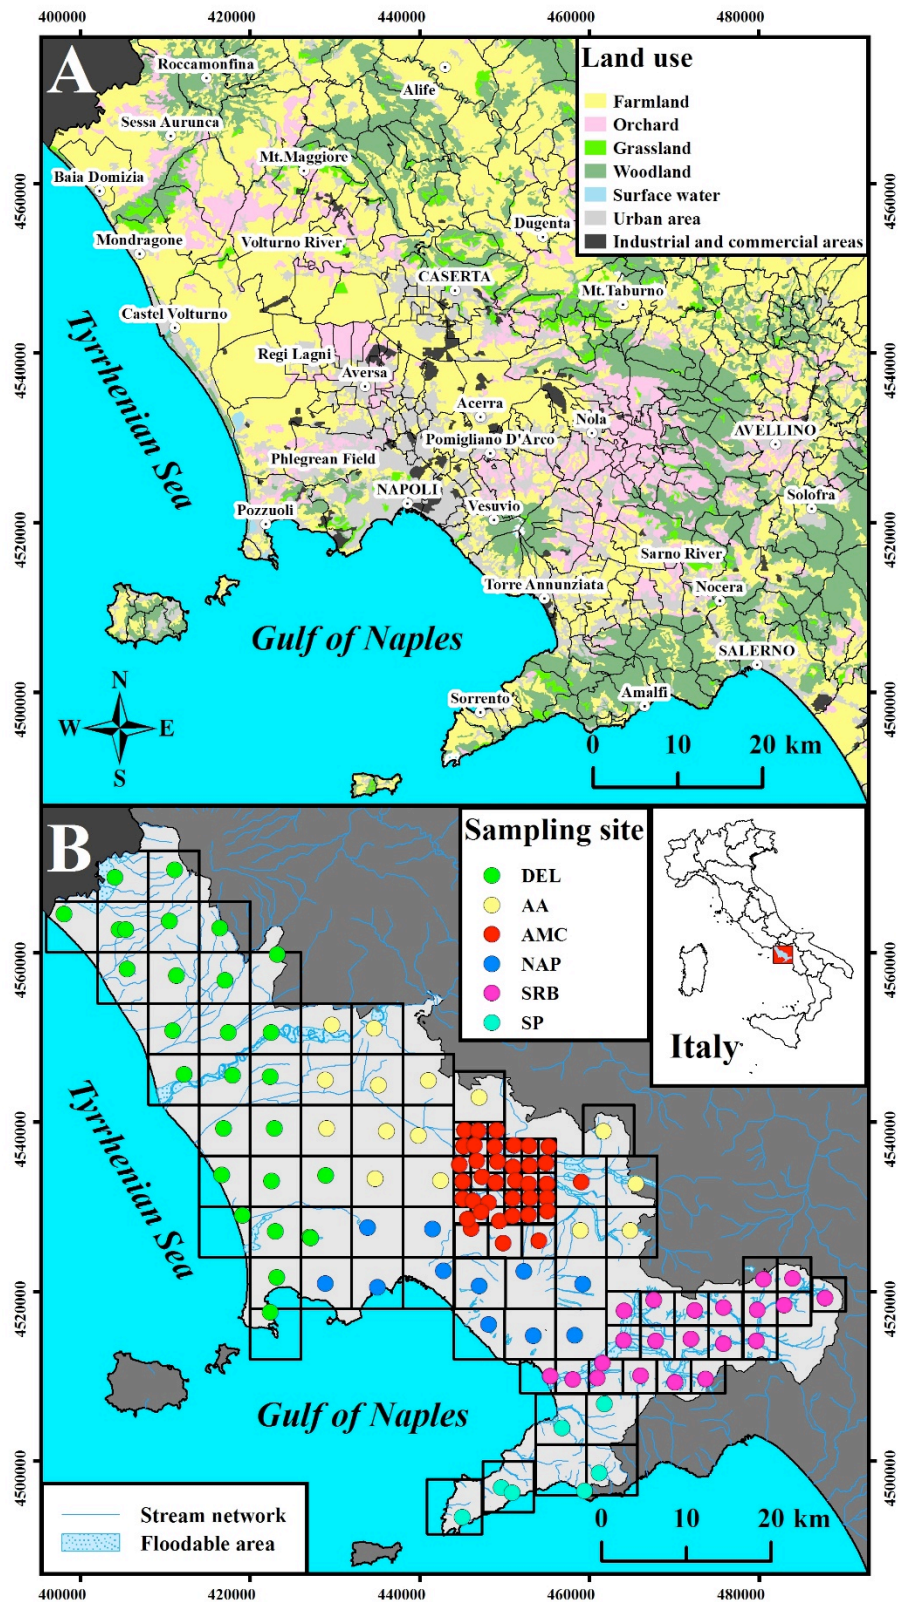 400000 420000 440000 460000 480000
A
Land use
Farmland
Orchard
Grassland
Woodland
Surface water
Urban area
Industrial and commercial areas
Roccamonfina
Alife
Sessa Aurunca
Mt.Maggiore
Baia Domizia
Dugenta
Mondragone
Volturno River
CASERTA
Mt.Taburno
Castel Volturno
Regi Lagni
Aversa
Acerra
Nola
AVELLINO
Pomigliano D'Arco
Phlegrean Field
NAPOLI
Vesuvio
Solofra
Pozzuoli
Sarno River
Torre Annunziata
Nocera
SALERNO
Sorrento
Amalfi
Tyrrhenian Sea
Gulf of Naples
N
W E
S
0 10 20 km
4560000
4540000
4520000
4500000
4560000
4540000
4520000
4500000
B
Sampling site
DEL
AA
AMC
NAP
SRB
SP
Italy
Tyrrhenian Sea
Gulf of Naples
Stream network
Floodable area
0 10 20 km
4560000
4540000
4520000
4500000
4560000
4540000
4520000
4500000
400000 420000 440000 460000 480000